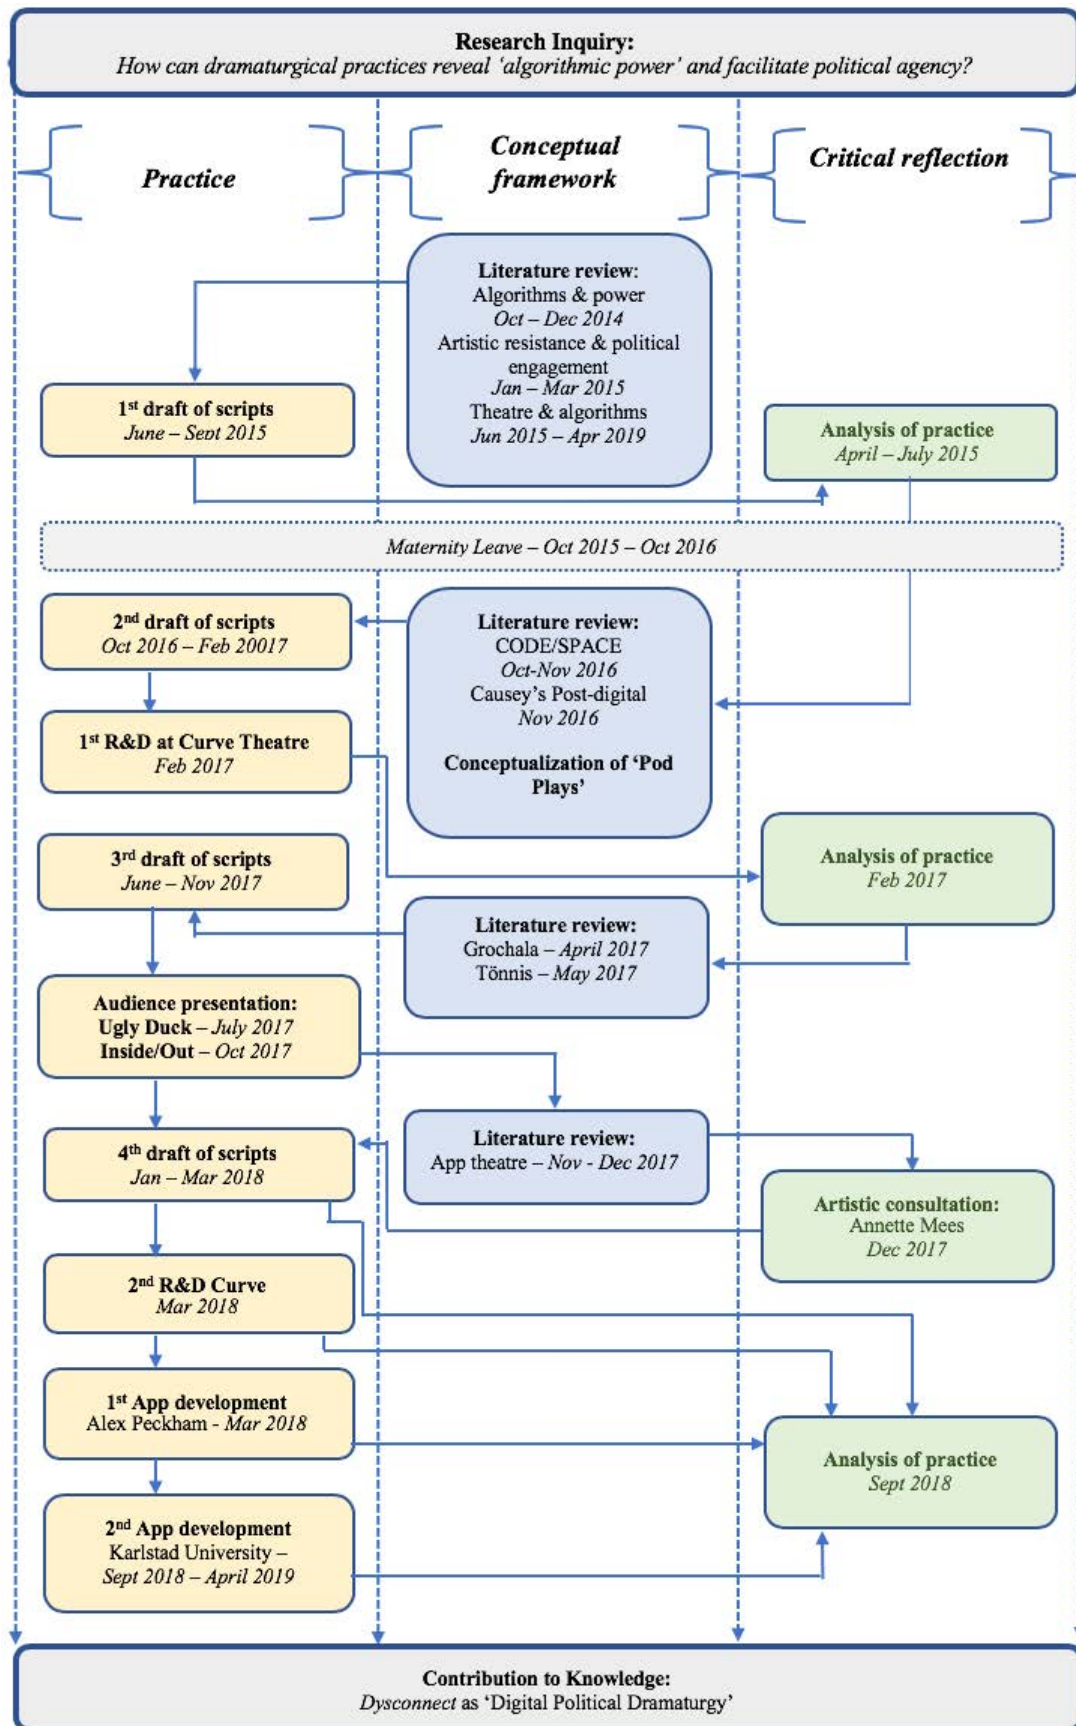 Research Inquiry:
How can dramaturgical practices reveal ‘algorithmic power’ and facilitate political agency?
Practice
Conceptual
framework
Critical reflection
Literature review:
Algorithms & power
Oct – Dec 2014
Artistic resistance & political
engagement
Jan – Mar 2015
Theatre & algorithms
Jun 2015 – Apr 2019
1st draft of scripts
June – Sept 2015
Analysis of practice
April – July 2015
Maternity Leave – Oct 2015 – Oct 2016
2nd draft of scripts
Oct 2016 – Feb 20017
Literature review:
CODE/SPACE
Oct-Nov 2016
Causey's Post-digital
Nov 2016
Conceptualization of ‘Pod
Plays’
1st R&D at Curve Theatre
Feb 2017
3rd draft of scripts
June – Nov 2017
Analysis of practice
Feb 2017
Literature review:
Grochala – April 2017
Tönnis – May 2017
Audience presentation:
Ugly Duck – July 2017
Inside/Out – Oct 2017
4th draft of scripts
Jan – Mar 2018
Literature review:
App theatre – Nov - Dec 2017
Artistic consultation:
Annette Mees
Dec 2017
2nd R&D Curve
Mar 2018
1st App development
Alex Peckham - Mar 2018
Analysis of practice
Sept 2018
2nd App development
Karlstad University –
Sept 2018 – April 2019
Contribution to Knowledge:
Dysconnect as ‘Digital Political Dramaturgy’